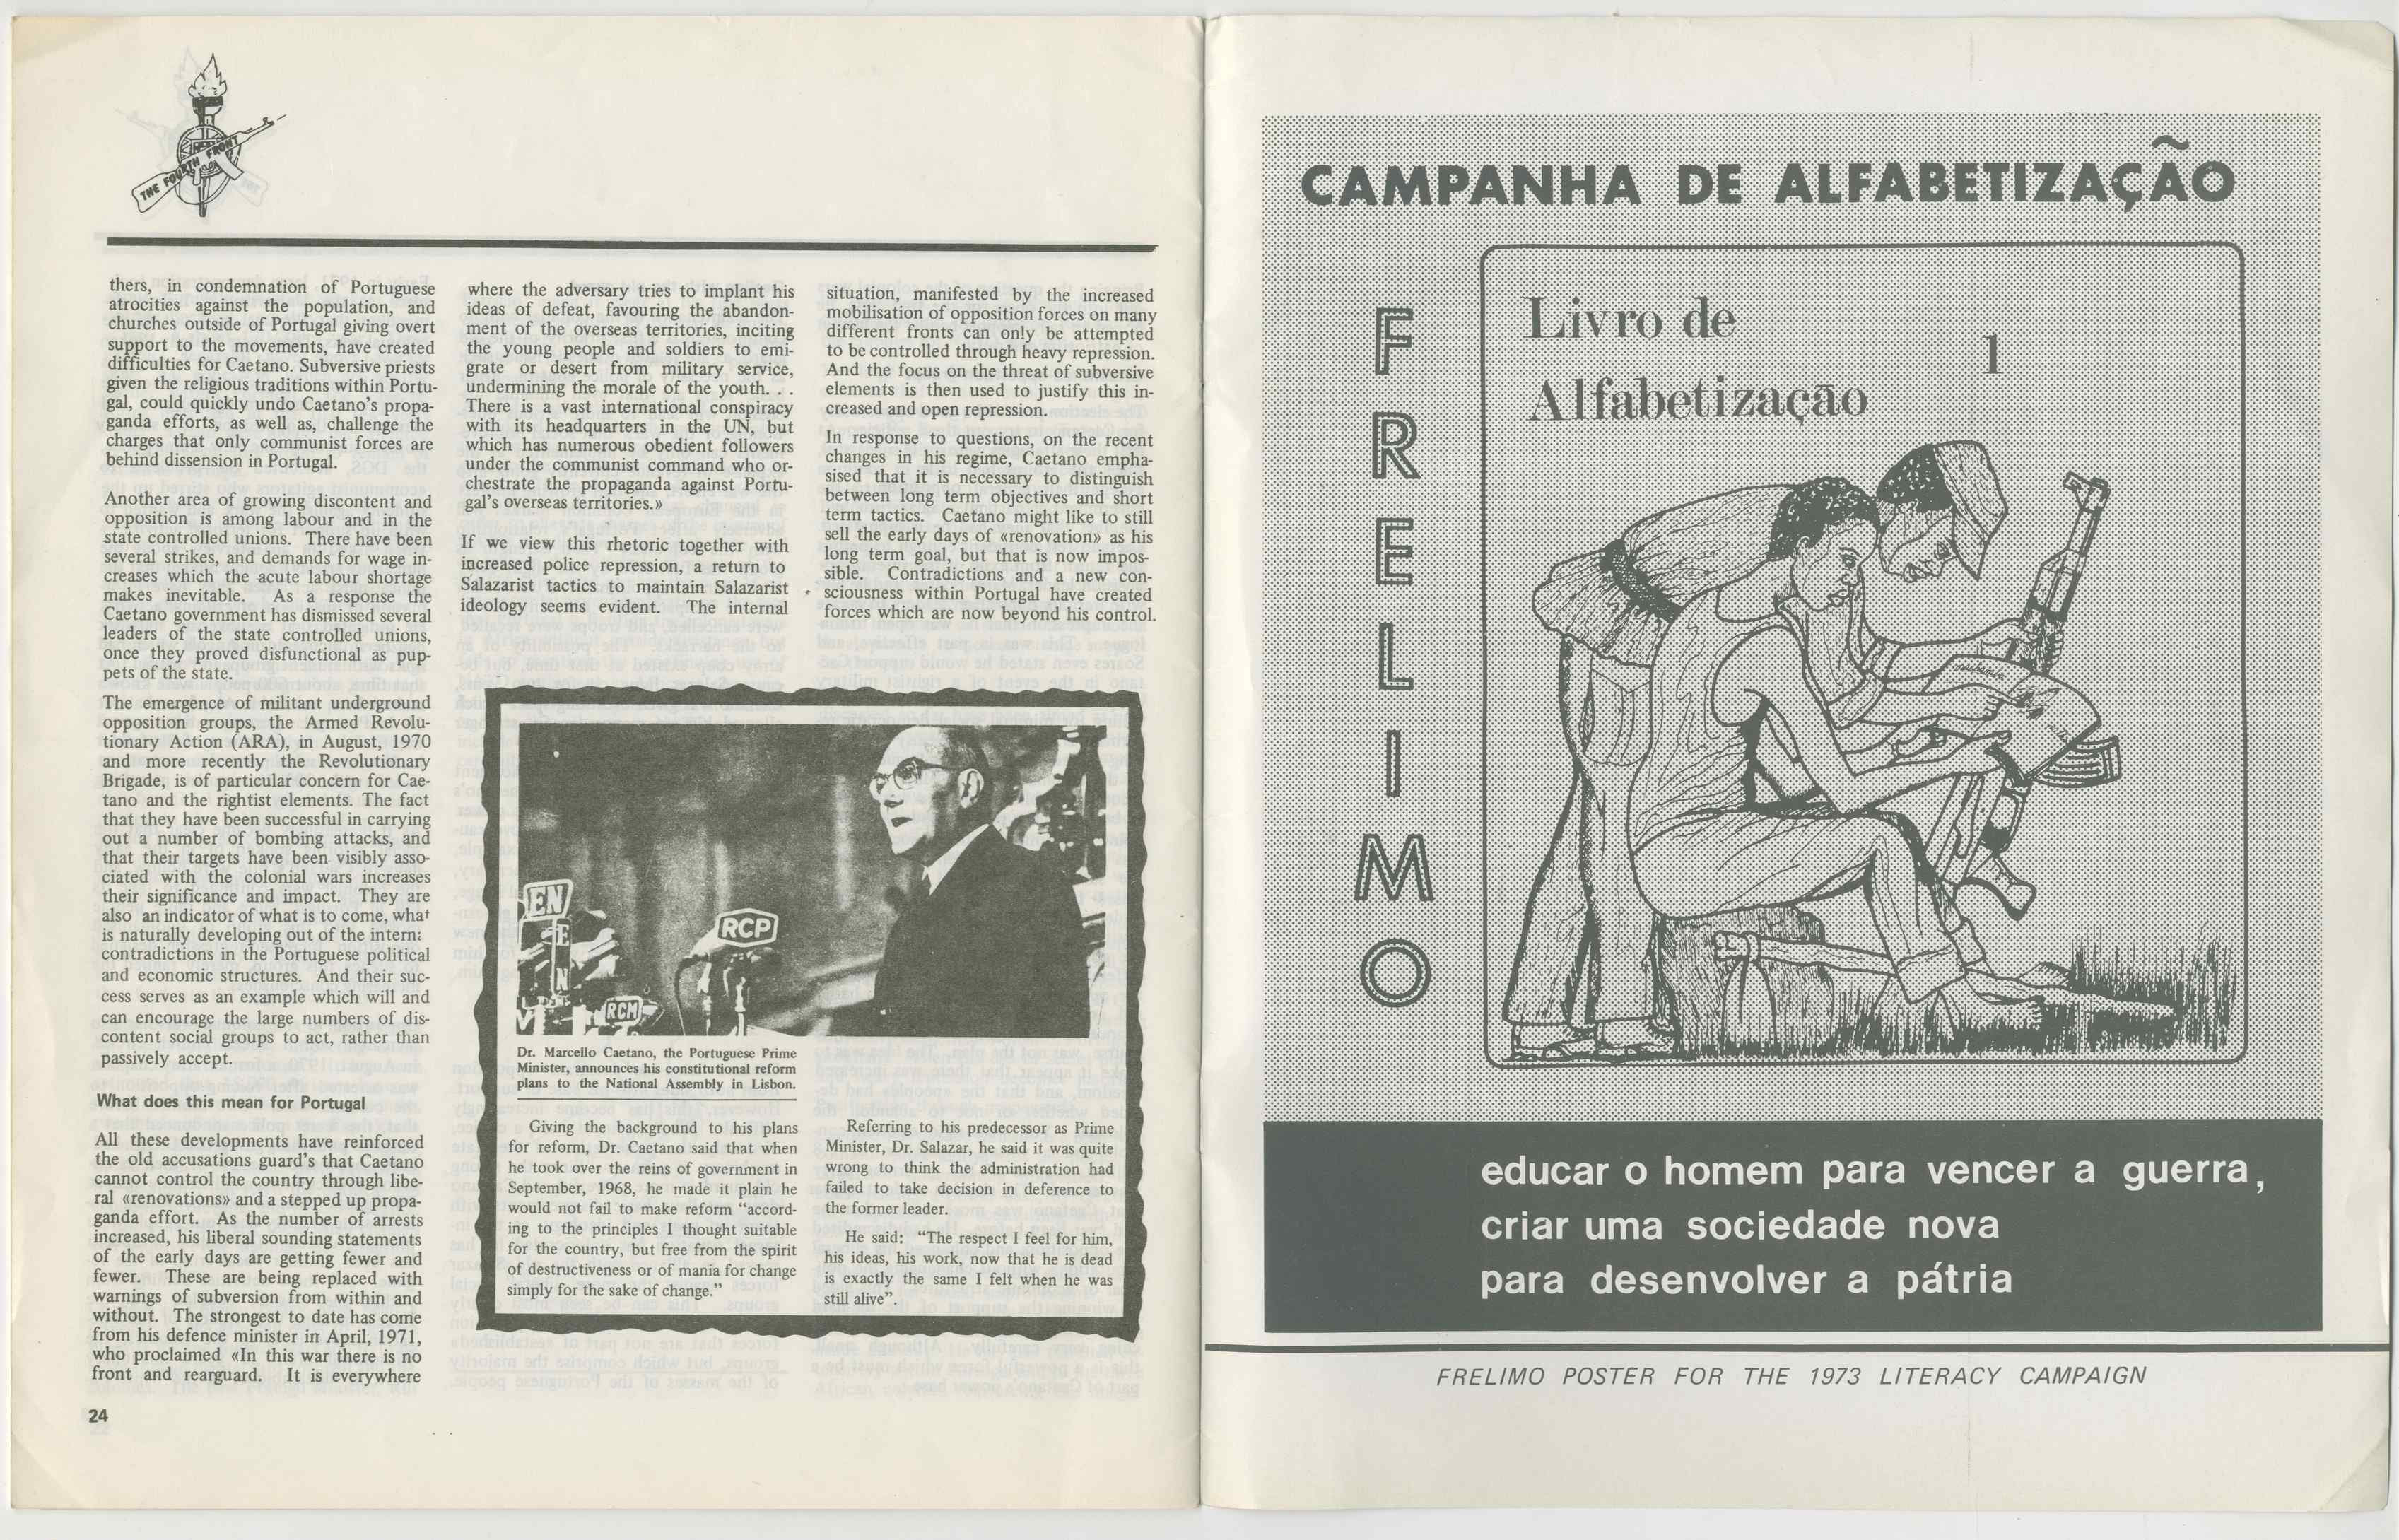 THE FOURTH FRONT
thers, in condemnation of Portuguese
atrocities against the population, and
churches outside of Portugal giving overt
support to the movements, have created
difficulties for Caetano. Subversive priests
given the religious traditions within Portu-
gal, could quickly undo Caetano's propa-
ganda efforts, as well as, challenge the
charges that only communist forces are
behind dissension in Portugal.
Another area of growing discontent and
opposition is among labour and in the
state controlled unions. There have been
several strikes, and demands for wage in-
creases which the acute labour shortage
makes inevitable. As a response the
Caetano government has dismissed several
leaders of the state controlled unions,
once they proved disfunctional as pup-
pets of the state.
The emergence of militant underground
opposition groups, the Armed Revolu-
tionary Action (ARA), in August, 1970
and more recently the Revolutionary
Brigade, is of particular concern for Cae-
tano and the rightist elements. The fact
that they have been successful in carrying
out a number of bombing attacks, and
that their targets have been visibly asso-
ciated with the colonial wars increases
their significance and impact. They are
also an indicator of what is to come, what
is naturally developing out of the intern
contradictions in the Portuguese political
and economic structures. And their suc-
cess serves as an example which will and
can encourage the large numbers of dis-
content social groups to act, rather than
passively accept.
What does this mean for Portugal
All these developments have reinforced
the old accusations guard's that Caetano
cannot control the country through libe-
ral «renovations» and a stepped up propa-
ganda effort. As the number of arrests
increased, his liberal sounding statements
of the early days are getting fewer and
fewer. These are being replaced with
warnings of subversion from within and
without. The strongest to date has come
from his defence minister in April, 1971,
who proclaimed «In this war there is no
front and rearguard. It is everywhere
24
where the adversary tries to implant his
ideas of defeat, favouring the abandon-
ment of the overseas territories, inciting
the young people and soldiers to emi-
grate or desert from military service,
undermining the morale of the youth. . .
There is a vast international conspiracy
with its headquarters in the UN, but
which has numerous obedient followers
under the communist command who or-
chestrate the propaganda against Portu-
gal's overseas territories.»
If we view this rhetoric together with
increased police repression, a return to
Salazarist tactics to maintain Salazarist
ideology seems evident. The internal
situation, manifested by the increased
mobilisation of opposition forces on many
different fronts can only be attempted
to be controlled through heavy repression.
And the focus on the threat of subversive
elements is then used to justify this in-
creased and open repression.
In response to questions, on the recent
changes in his regime, Caetano empha-
sised that it is necessary to distinguish
between long term objectives and short
term tactics. Caetano might like to still
sell the early days of «renovation» as his
long term goal, but that is now impos-
sible. Contradictions and a new con-
sciousness within Portugal have created
forces which are now beyond his control.
EN
E
N
RCP
RCM
Dr. Marcello Caetano, the Portuguese Prime
Minister, announces his constitutional reform
plans to the National Assembly in Lisbon.
Giving the background to his plans
for reform, Dr. Caetano said that when
he took over the reins of government in
September, 1968, he made it plain he
would not fail to make reform “accord-
ing to the principles I thought suitable
for the country, but free from the spirit
of destructiveness or of mania for change
simply for the sake of change.”
Referring to his predecessor as Prime
Minister, Dr. Salazar, he said it was quite
wrong to think the administration had
failed to take decision in deference to
the former leader.
He said: “The respect I feel for him,
his ideas, his work, now that he is dead
is exactly the same I felt when he was
still alive”.
CAMPANHA DE ALFABETIZAÇÃO
FRELIMO
Livro de
Alfabetização
1
educar o homem para vencer a guerra,
criar uma sociedade nova
para desenvolver a pátria
FRELIMO POSTER FOR THE 1973 LITERACY CAMPAIGN